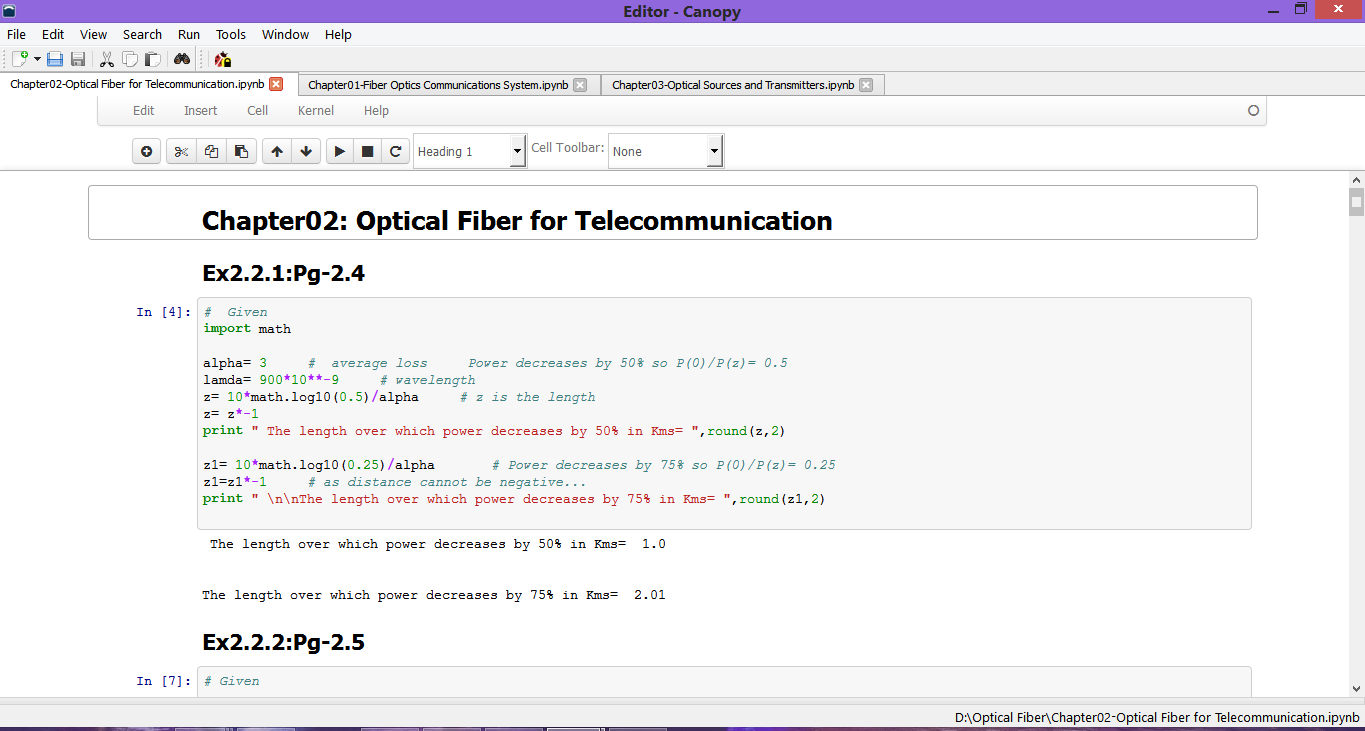 Editor - Canopy
File Edit View Search Run Tools Window Help
Chapter02-Optical Fiber for Telecommunication.ipynb Chapter01-Fiber Optics Communications System.ipynb Chapter03-Optical Sources and Transmitters.ipynb
Edit Insert Cell Kernel Help
Heading 1 Cell Toolbar: None
Chapter02: Optical Fiber for Telecommunication
Ex2.2.1:Pg-2.4
In [4]: # Given
import math
alpha= 3 # average loss Power decreases by 50% so P(0)/P(z)= 0.5
lamda= 900*10**-9 # wavelength
z= 10*math.log10(0.5)/alpha # z is the length
z= z*-1
print " The length over which power decreases by 50% in Kms= ",round(z,2)
z1= 10*math.log10(0.25)/alpha # Power decreases by 75% so P(0)/P(z)= 0.25
z1=z1*-1 # as distance cannot be negative...
print " \n\nThe length over which power decreases by 75% in Kms= ",round(z1,2)
The length over which power decreases by 50% in Kms= 1.0
The length over which power decreases by 75% in Kms= 2.01
Ex2.2.2:Pg-2.5
In [7]: # Given
D:\Optical Fiber\Chapter02-Optical Fiber for Telecommunication.ipynb